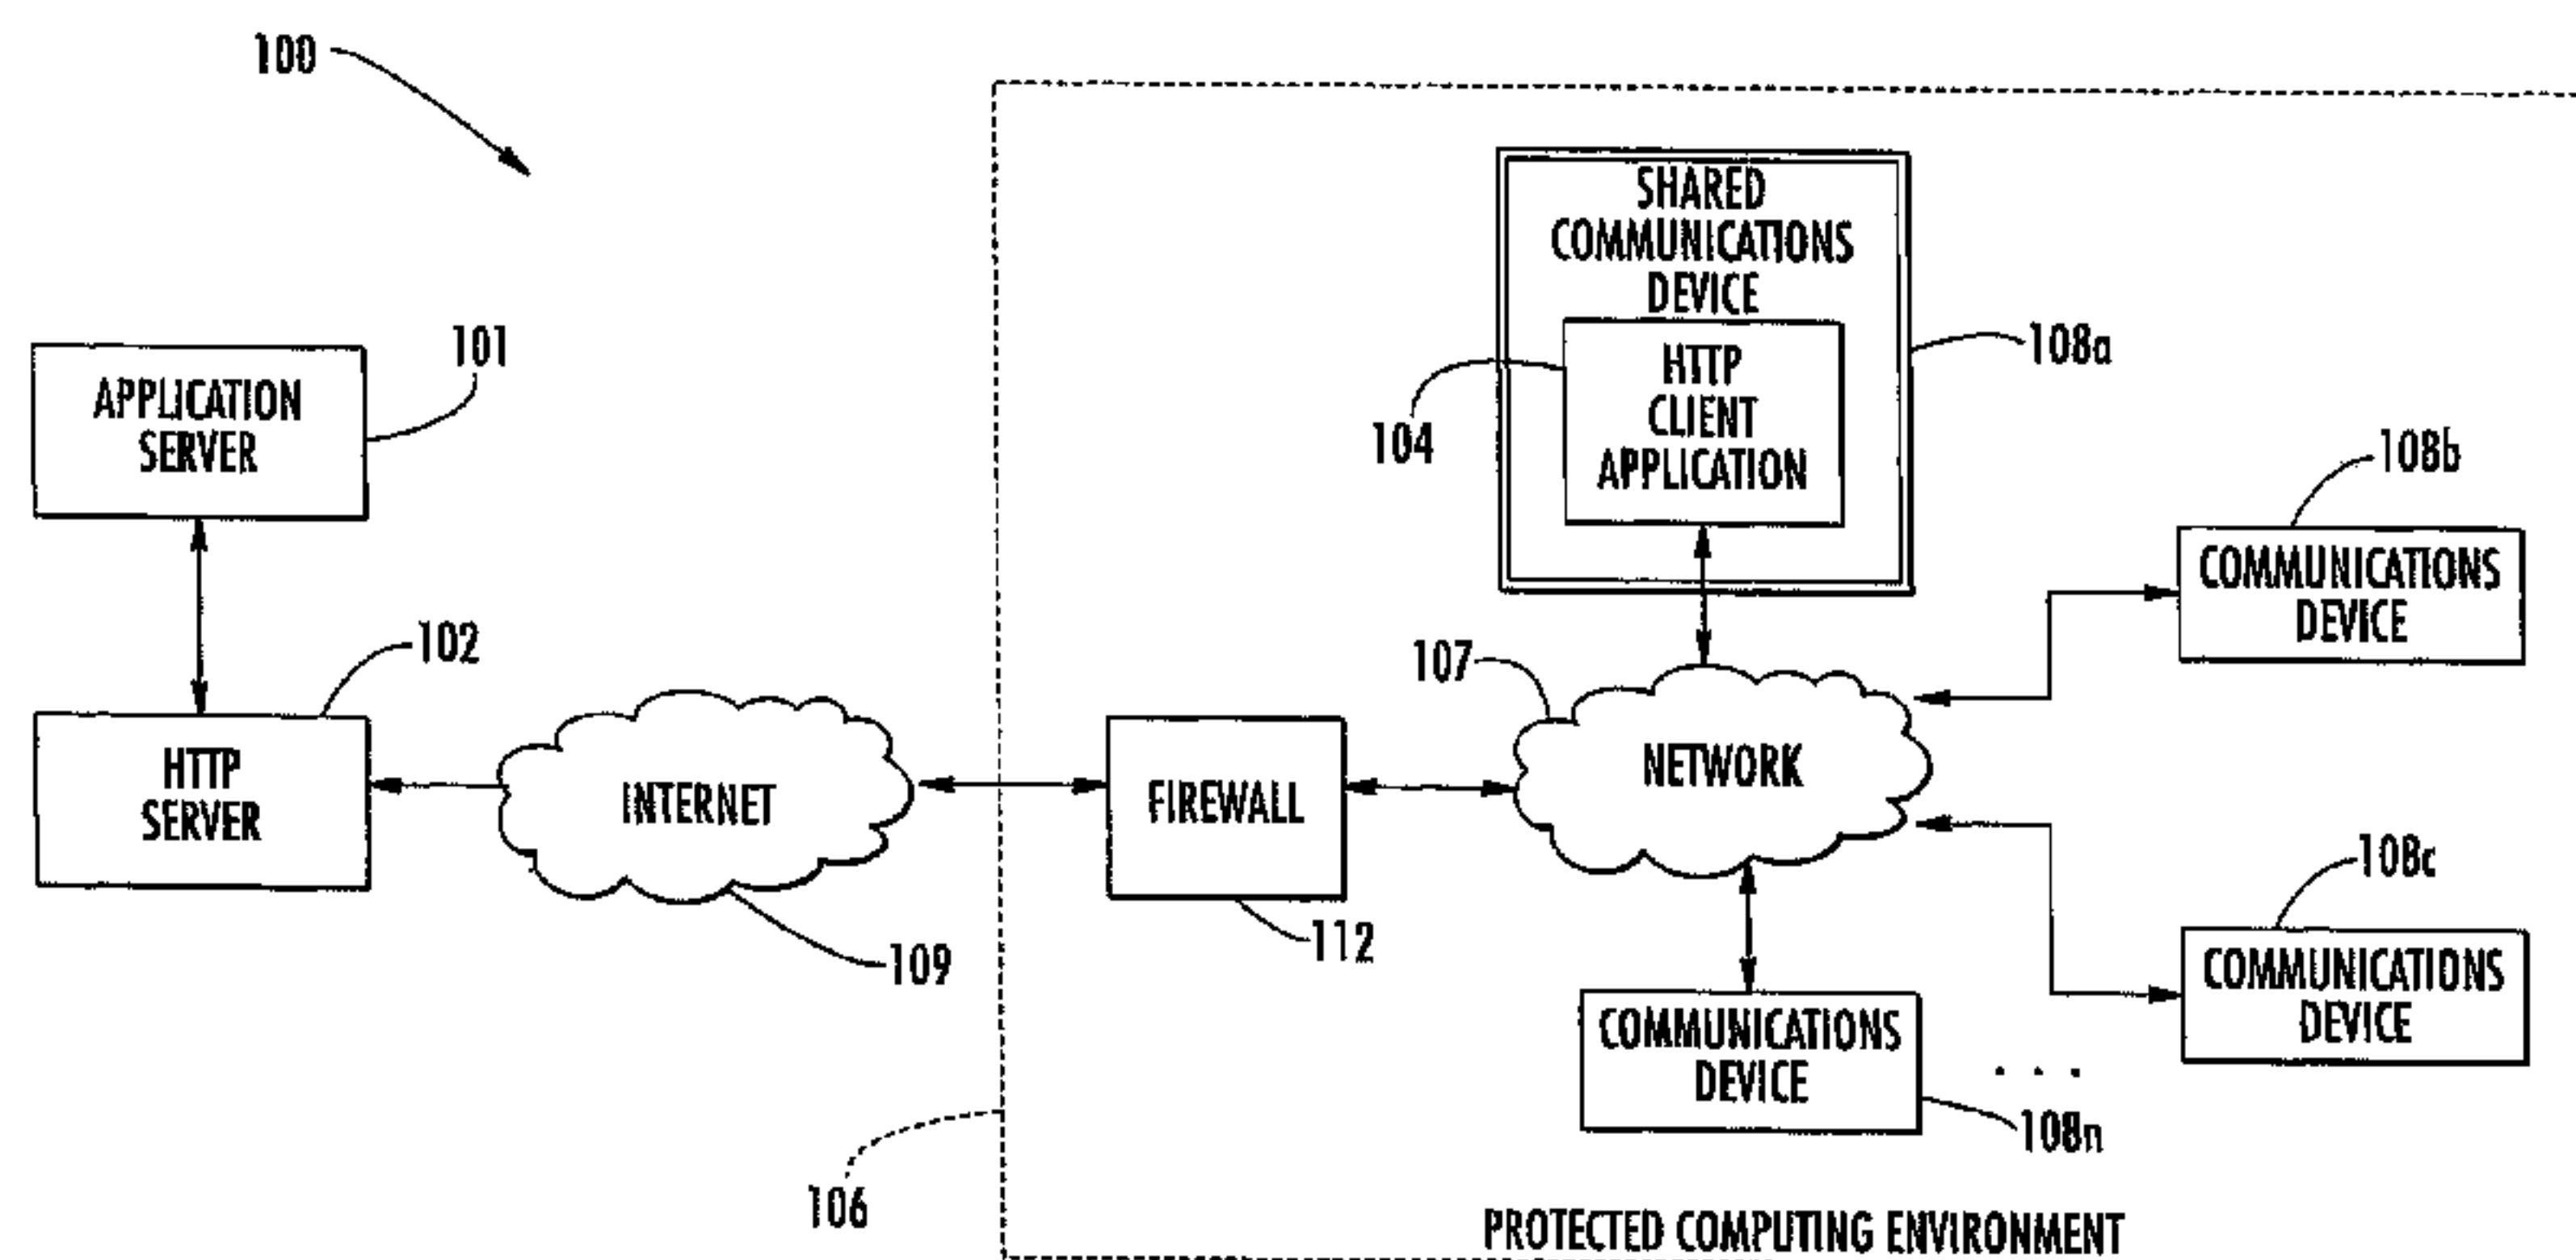 100
SHARED
COMMUNICATIONS
DEVICE
101
108a
HTTP
CLIENT
APPLICATION
APPLICATION
SERVER
104
108b
COMMUNICATIONS
DEVICE
102
107
HTTP
SERVER
INTERNET
FIREWALL
NETWORK
108c
109
112
COMMUNICATIONS
DEVICE
COMMUNICATIONS
DEVICE
. . .
108n
106
PROTECTED COMPUTING ENVIRONMENT